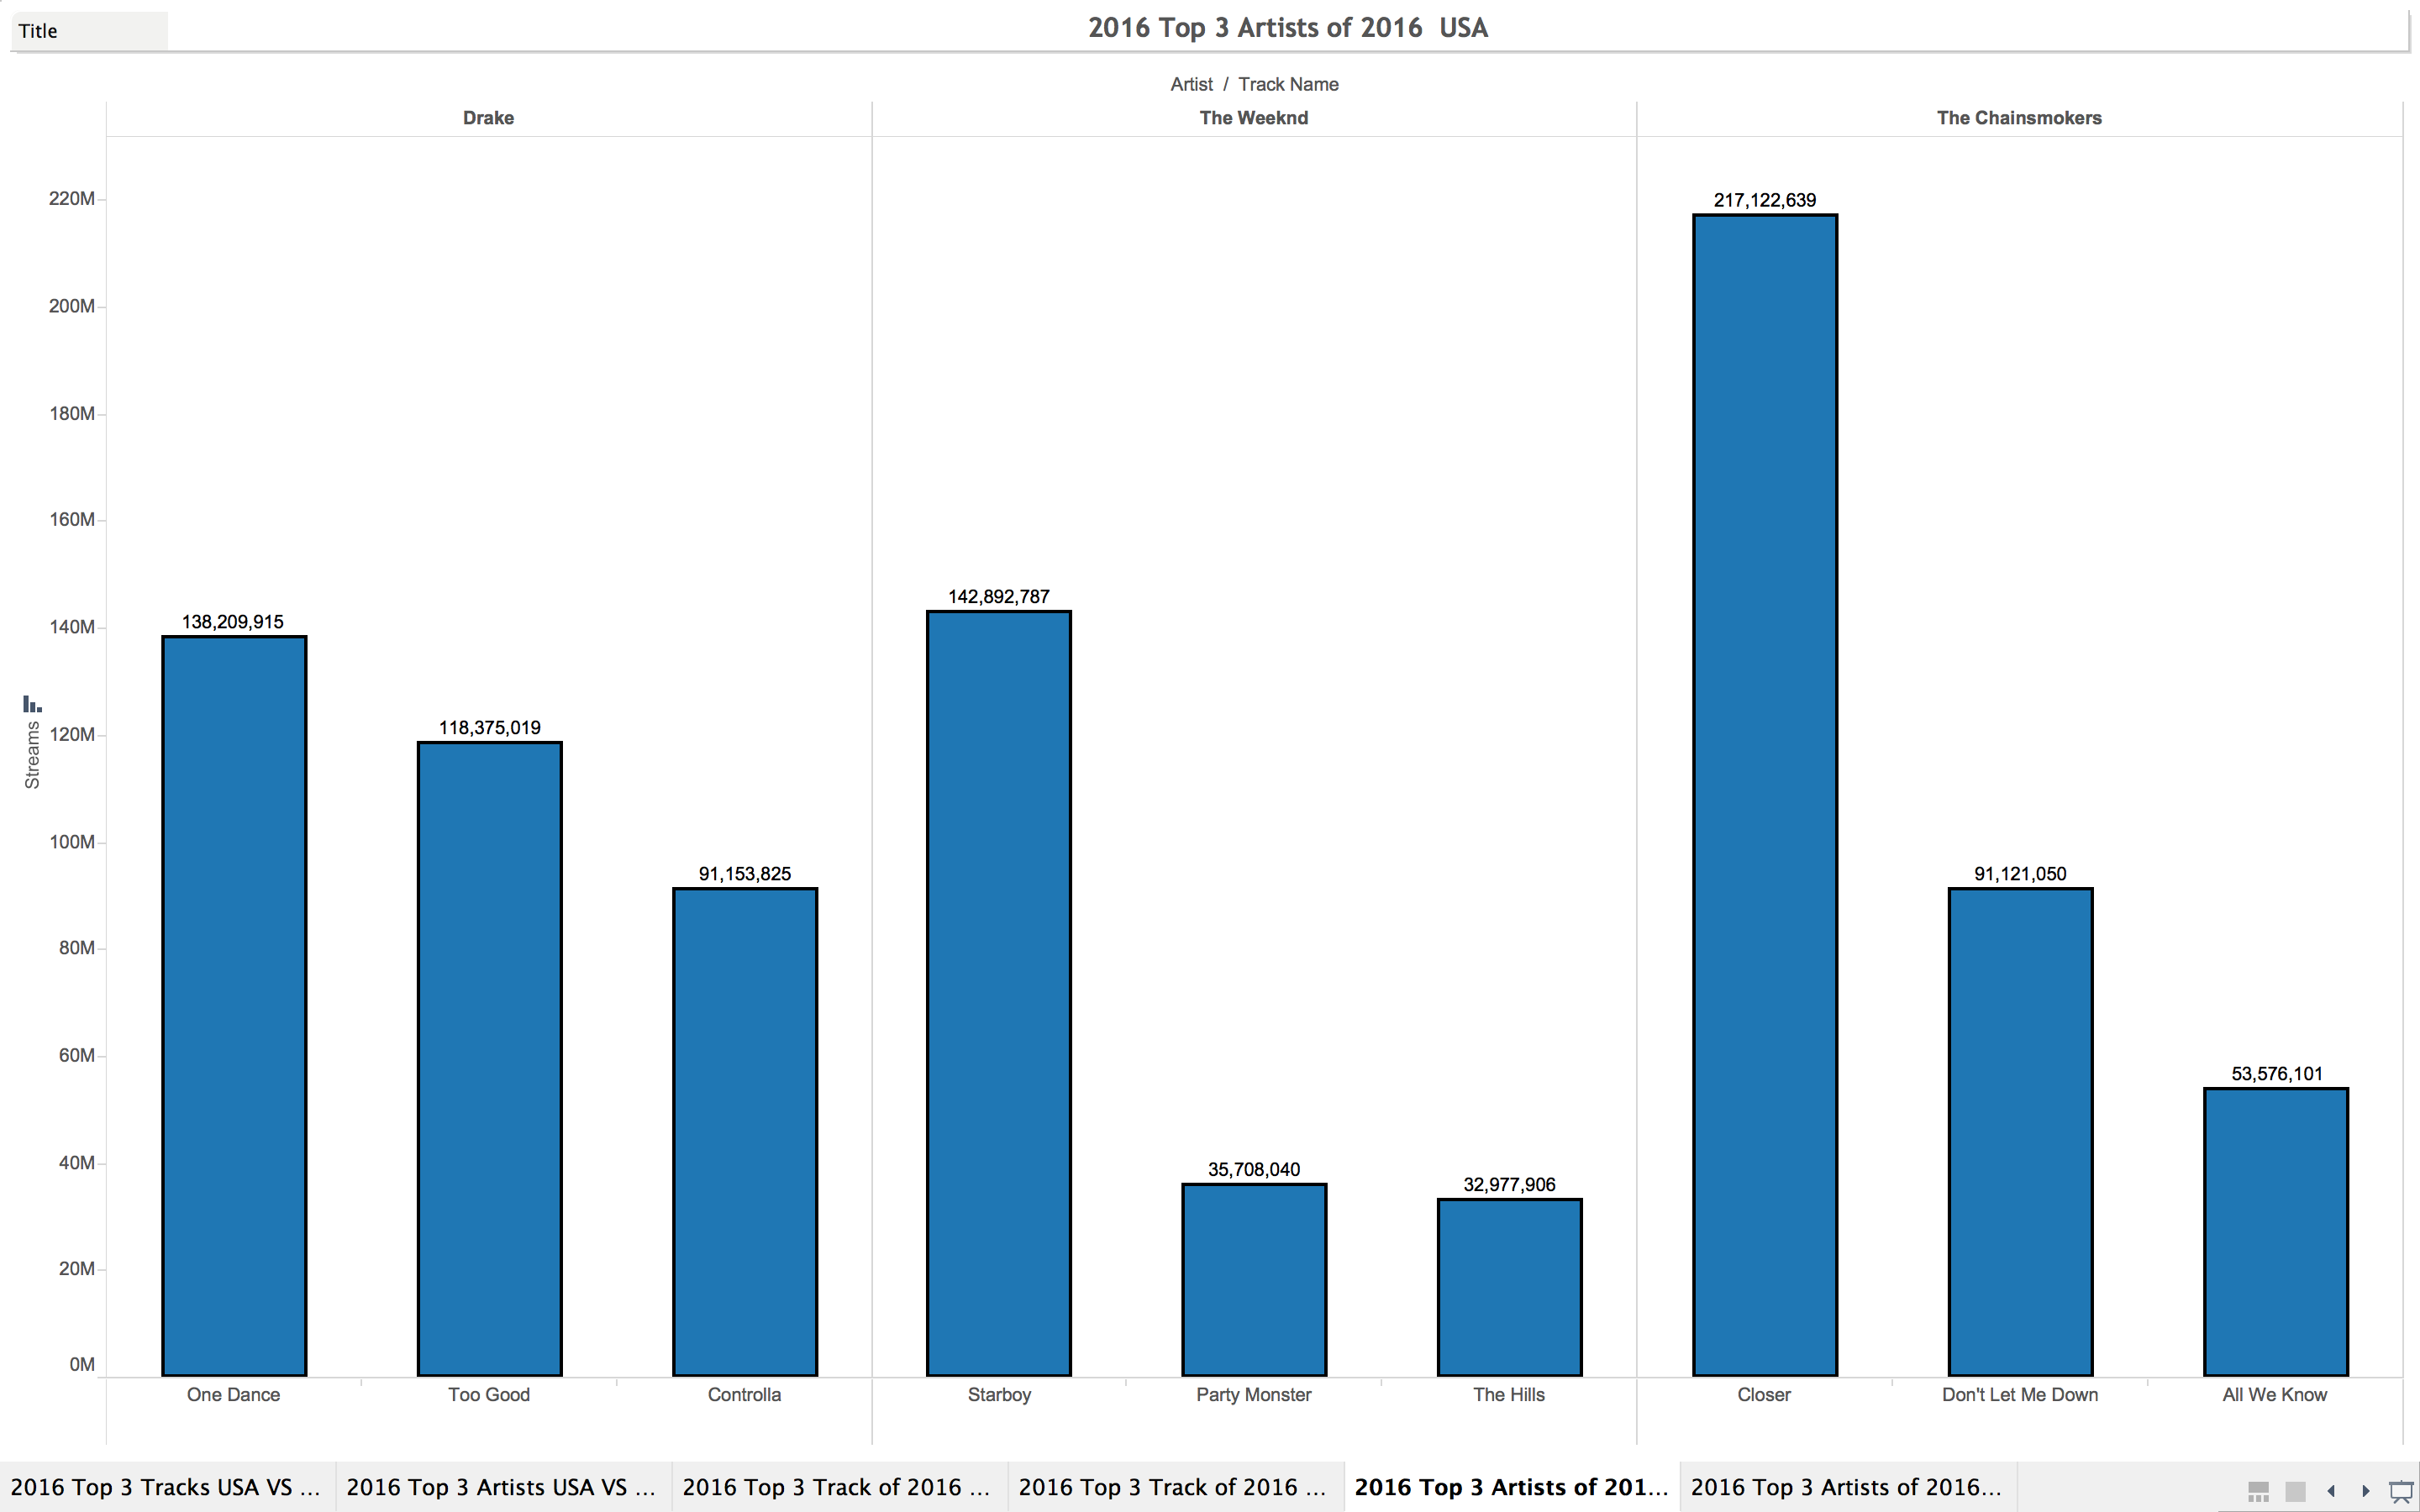 Title
2016 Top 3 Artists of 2016  USA
Artist / Track Name
Drake
The Weeknd
The Chainsmokers
220M
200M
180M
160M
140M
120M
100M
80M
60M
40M
20M
0M
Streams
138,209,915
118,375,019
91,153,825
142,892,787
35,708,040
32,977,906
217,122,639
91,121,050
53,576,101
One Dance
Too Good
Controlla
Starboy
Party Monster
The Hills
Closer
Don't Let Me Down
All We Know
2016 Top 3 Tracks USA VS ...
2016 Top 3 Artists USA VS ...
2016 Top 3 Track of 2016 ...
2016 Top 3 Track of 2016 ...
2016 Top 3 Artists of 201...
2016 Top 3 Artists of 2016...